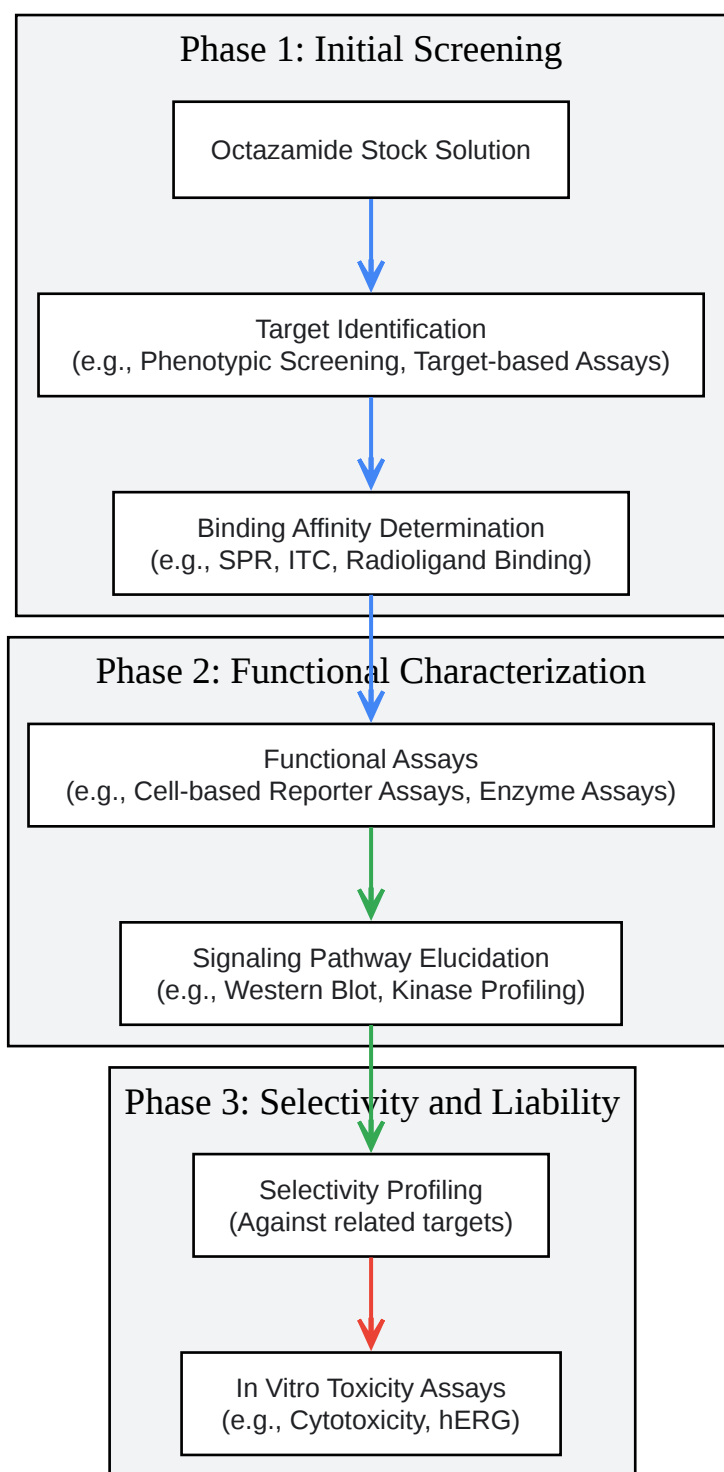 Phase 1: Initial Screening
Octazamide Stock Solution
Target Identification
(e.g., Phenotypic Screening, Target-based Assays)
Binding Affinity Determination
(e.g., SPR, ITC, Radioligand Binding)
Phase 2: Functional Characterization
Functional Assays
(e.g., Cell-based Reporter Assays, Enzyme Assays)
Signaling Pathway Elucidation
(e.g., Western Blot, Kinase Profiling)
Phase 3: Selectivity and Liability
Selectivity Profiling
(Against related targets)
In Vitro Toxicity Assays
(e.g., Cytotoxicity, hERG)